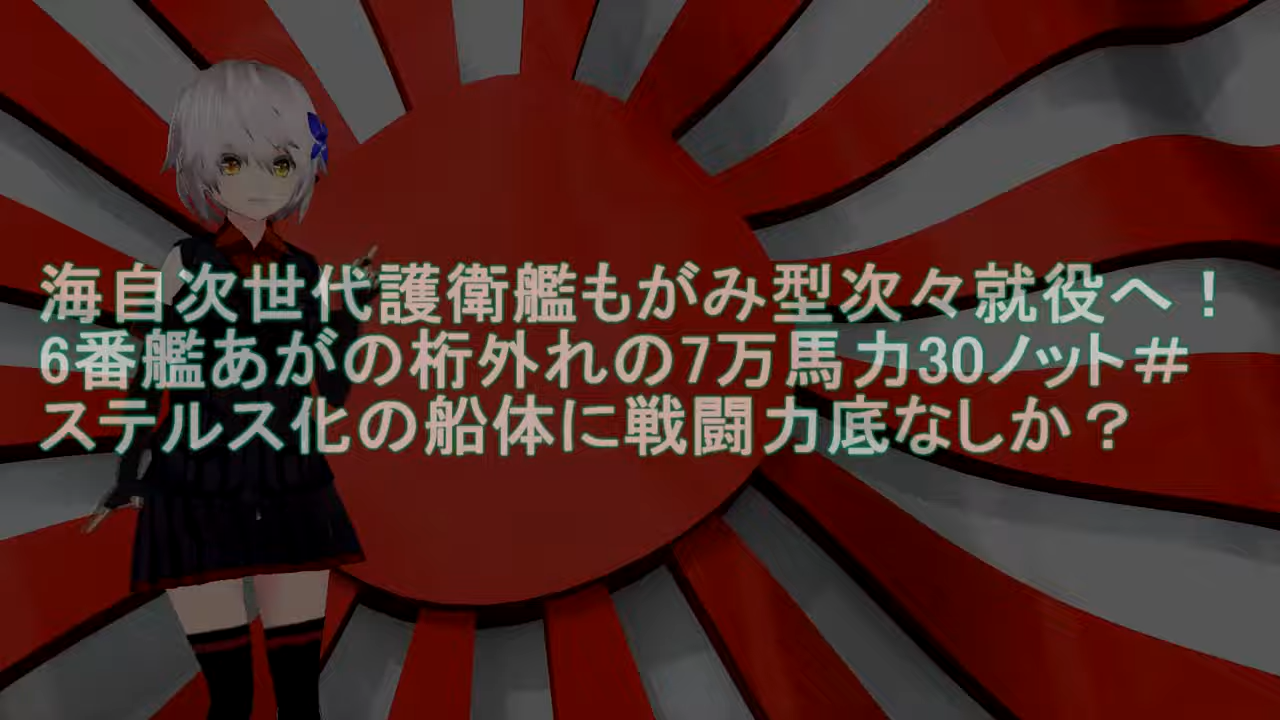 海自次世代護衛艦もがみ型次々就役へ！
6番艦あがの桁外れの7万馬力30ノット＃
ステルス化の船体に戦闘力底なしか？